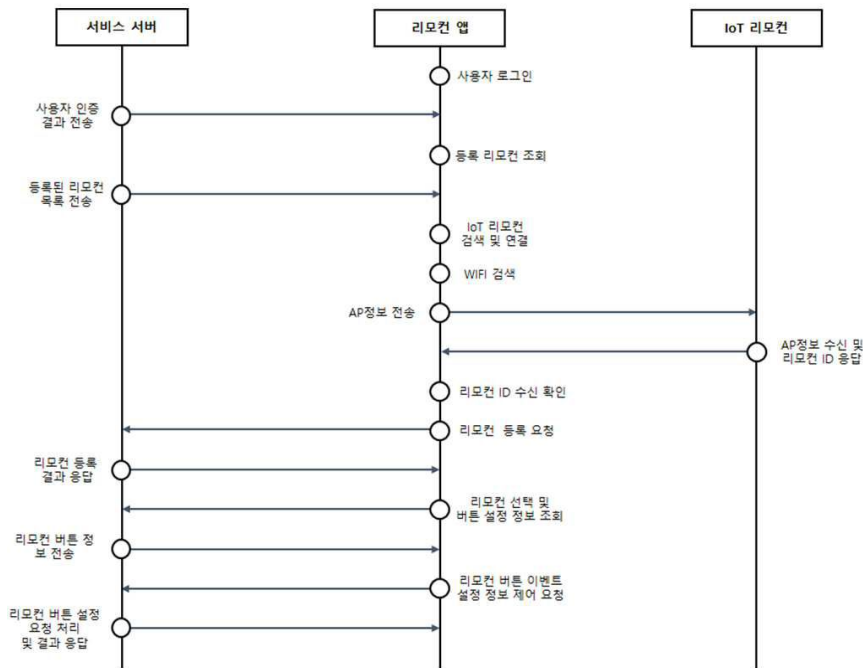 서비스 서버
리모컨 앱
IoT 리모컨
사용자 로그인
사용자 인증
결과 전송
등록 리모컨 조회
등록된 리모컨
목록 전송
IoT 리모컨
검색 및 연결
WIFI 검색
AP정보 전송
AP정보 수신 및
리모컨 ID 응답
리모컨 ID 수신 확인
리모컨 등록 요청
리모컨 등록
결과 응답
리모컨 선택 및
버튼 설정 정보 조회
리모컨 버튼 정
보 전송
리모컨 버튼 이벤트
설정 정보 제어 요청
리모컨 버튼 설정
요청 처리
및 결과 응답